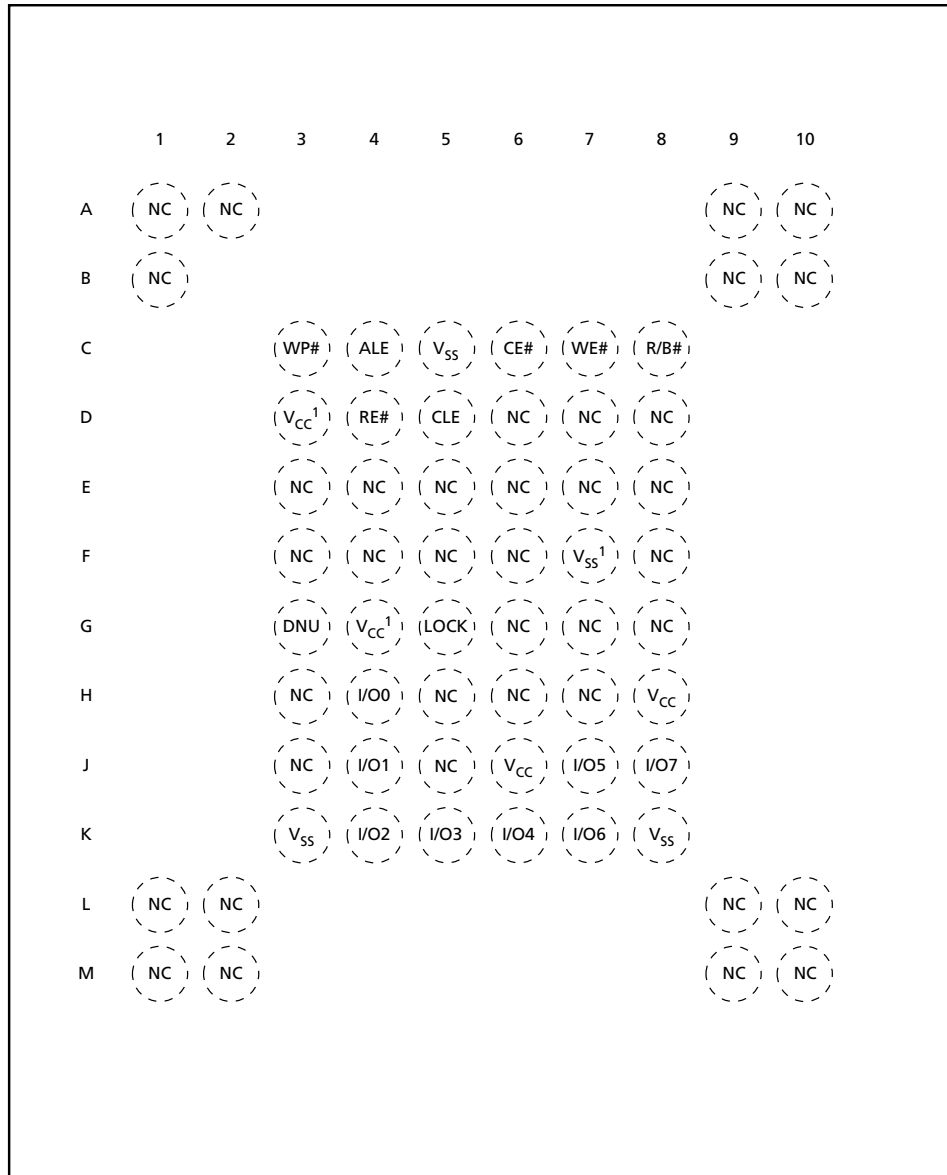 1 2 3 4 5 6 7 8 9 10
A NC NC NC NC
B NC NC NC
C WP# ALE VSS CE# WE# R/B#
D VCC1 RE# CLE NC NC NC
E NC NC NC NC NC NC
F NC NC NC NC VSS1 NC
G DNU VCC1 LOCK NC NC NC
H NC I/O0 NC NC NC VCC
J NC I/O1 NC VCC I/O5 I/O7
K VSS I/O2 I/O3 I/O4 I/O6 VSS
L NC NC NC NC
M NC NC NC NC